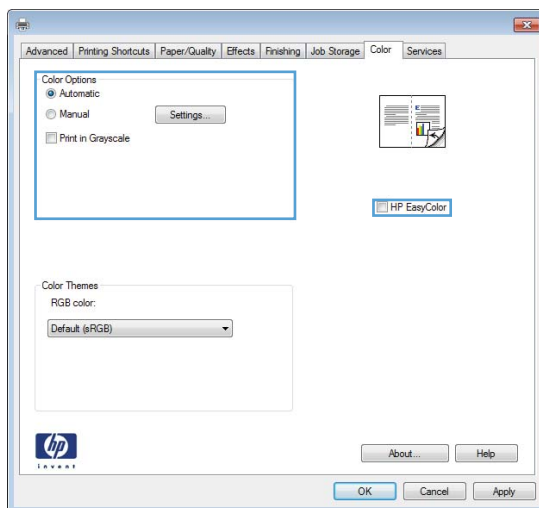 Advanced Printing Shortcuts Paper/Quality Effects Finishing Job Storage Color Services
Color Options
Automatic
Manual Settings...
Print in Grayscale
E
HP EasyColor
Color Themes
RGB color:
Default (sRGB)
hp
invent
About... Help
OK Cancel Apply